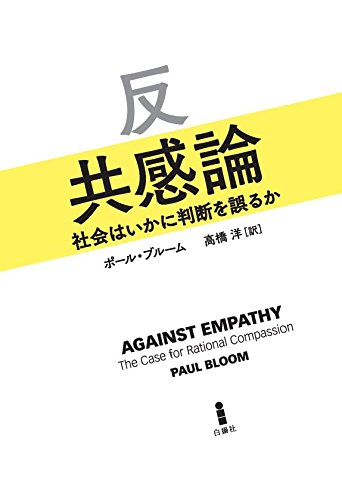 反
共感論
社会はいかに判断を誤るか
ポール・ブルーム 高橋 洋[訳]
AGAINST EMPATHY
The Case for Rational Compassion
PAUL BLOOM
白揚社